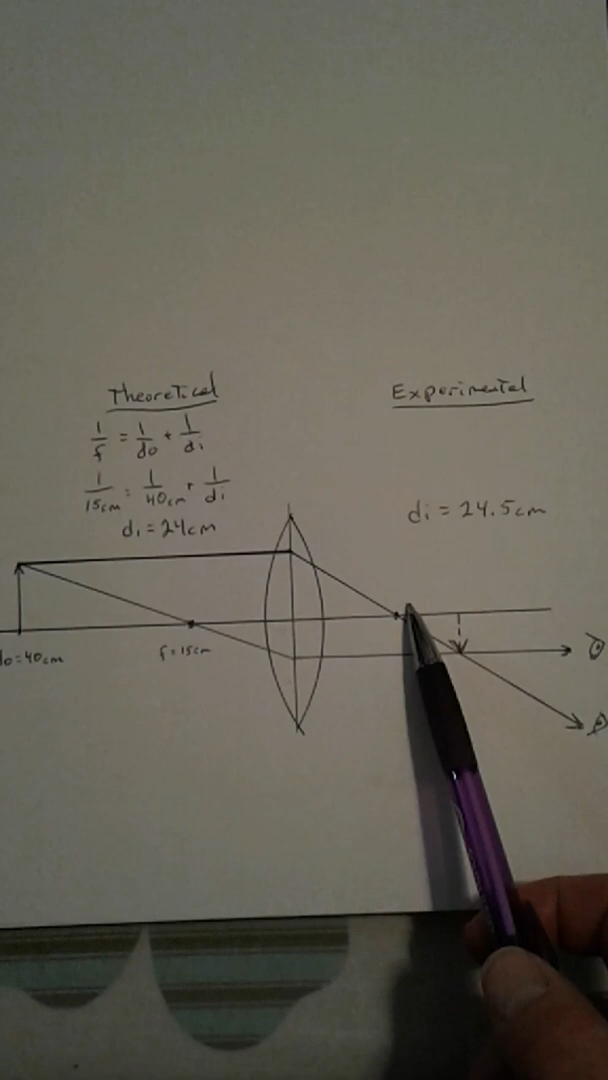 Theoretical
1/f = 1/do + 1/di
1/15cm = 1/40cm + 1/di
di = 24cm
Experimental
di = 24.5cm
do = 40cm
f = 15cm